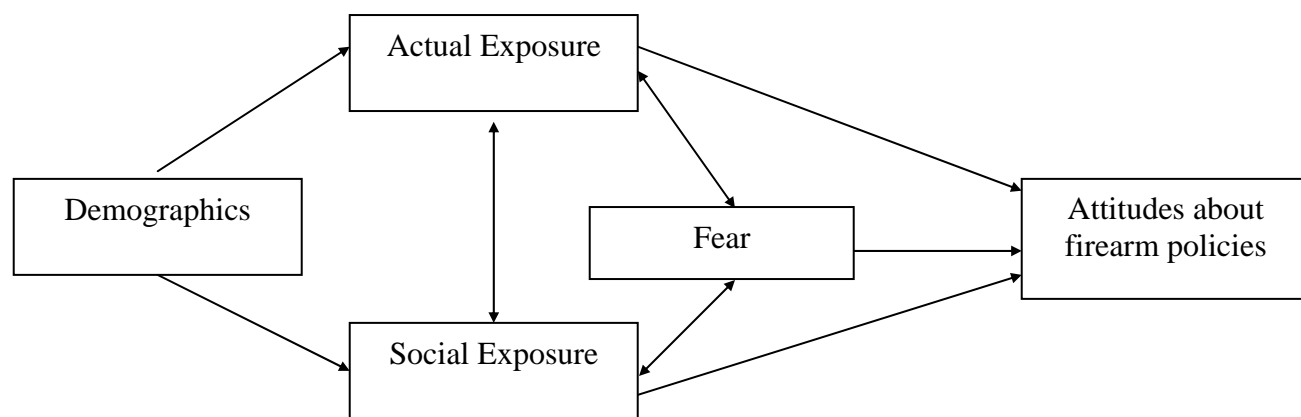 Actual Exposure
Demographics
Fear
Attitudes about
firearm policies
Social Exposure